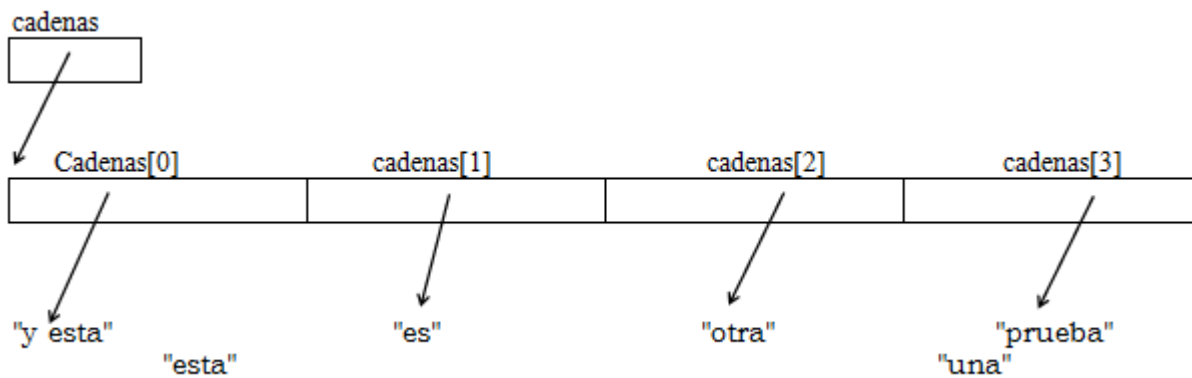 cadenas
Cadenas[0] cadenas[1] cadenas[2] cadenas[3]
"y esta" "es" "otra" "prueba"
"esta" "una"